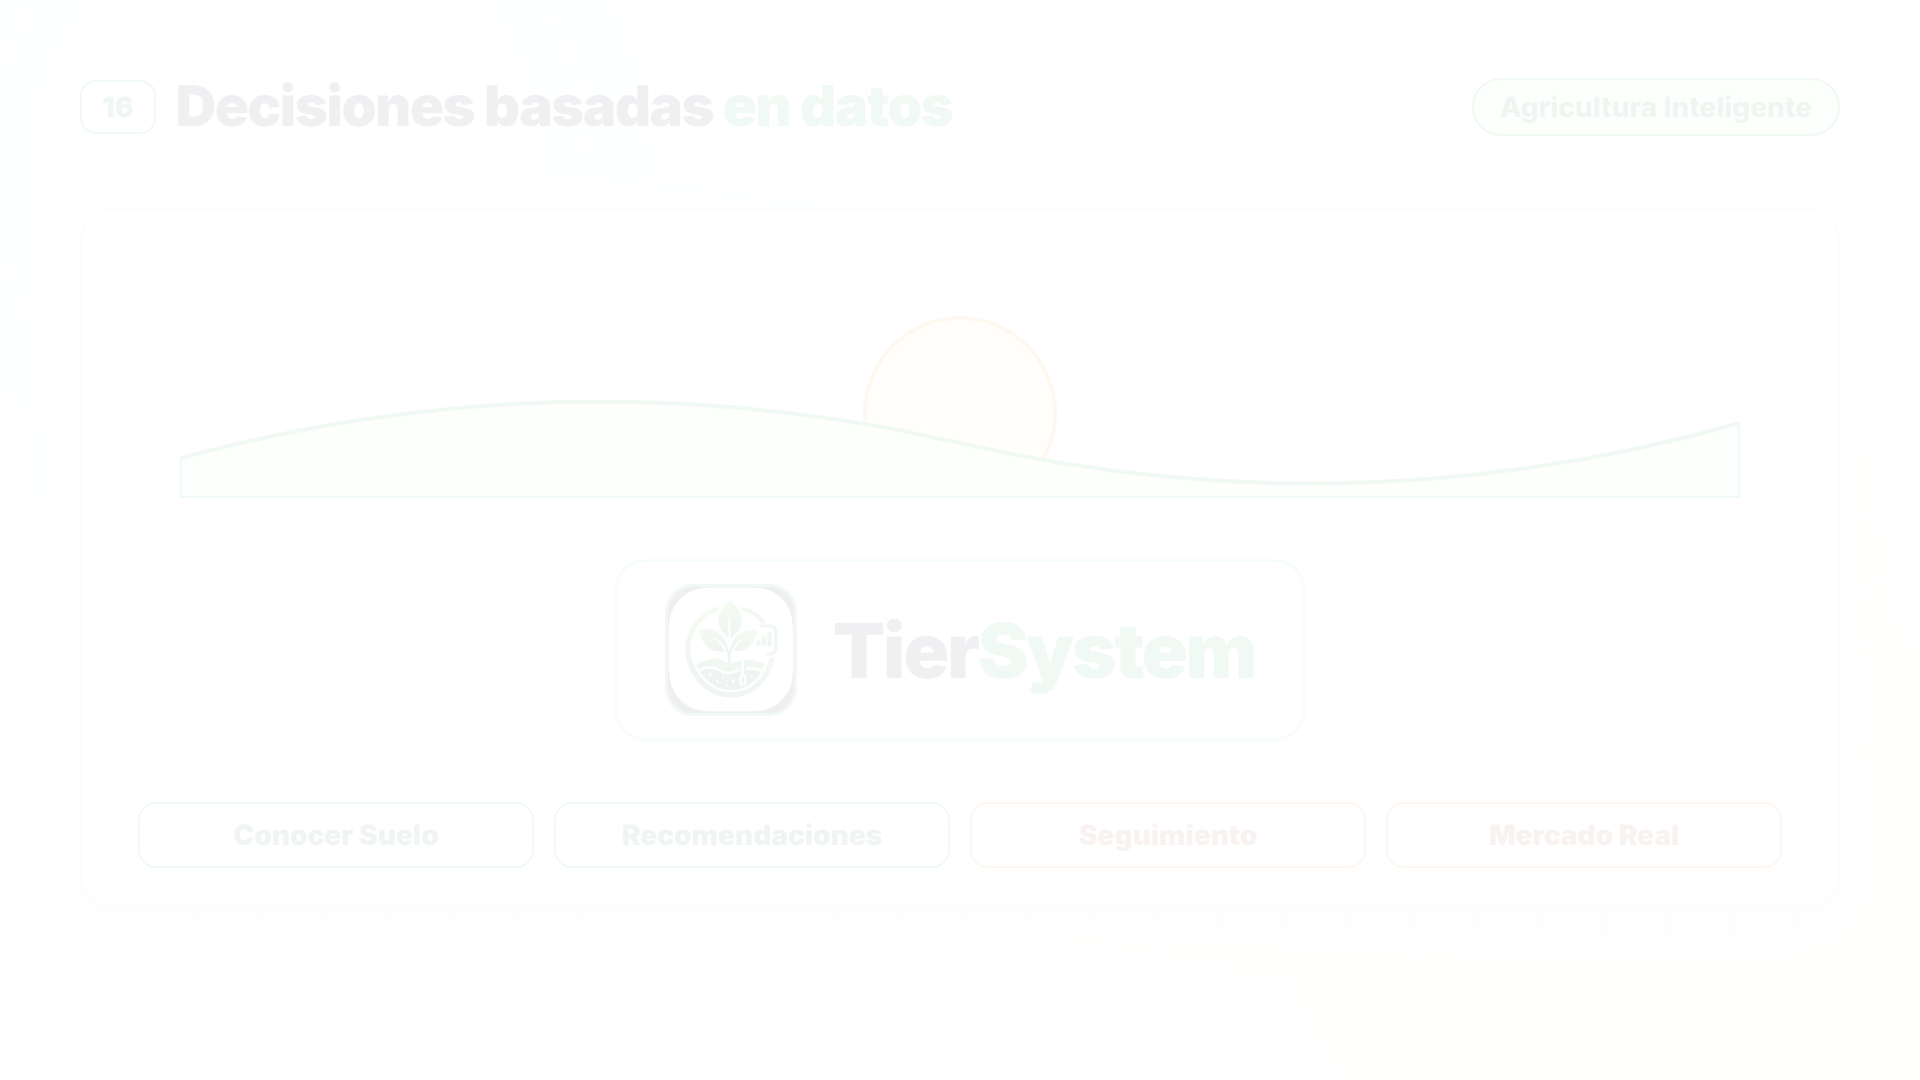 16
Decisiones basadas en datos
Agricultura Inteligente
TierSystem
Conocer Suelo
Recomendaciones
Seguimiento
Mercado Real